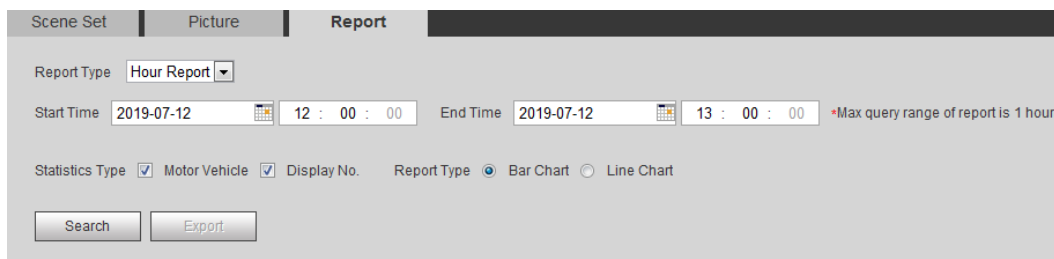 Scene Set Picture Report
Report Type Hour Report
Start Time 2019-07-12 12 : 00 : 00 End Time 2019-07-12 13 : 00 : 00 *Max query range of report is 1 hour
Statistics Type Motor Vehicle Display No. Report Type Bar Chart Line Chart
Search Export